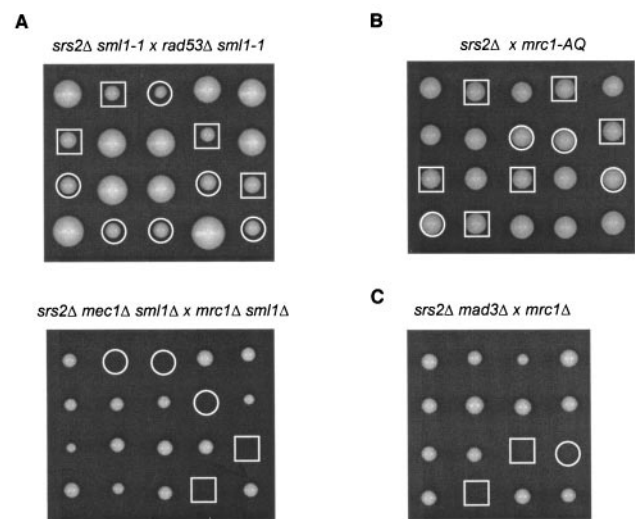 A
srs2Δ sml1-1 x rad53Δ sml1-1
B
srs2Δ x mrc1-AQ
srs2Δ mec1Δ sml1Δ x mrc1Δ sml1Δ
C
srs2Δ mad3Δ x mrc1Δ